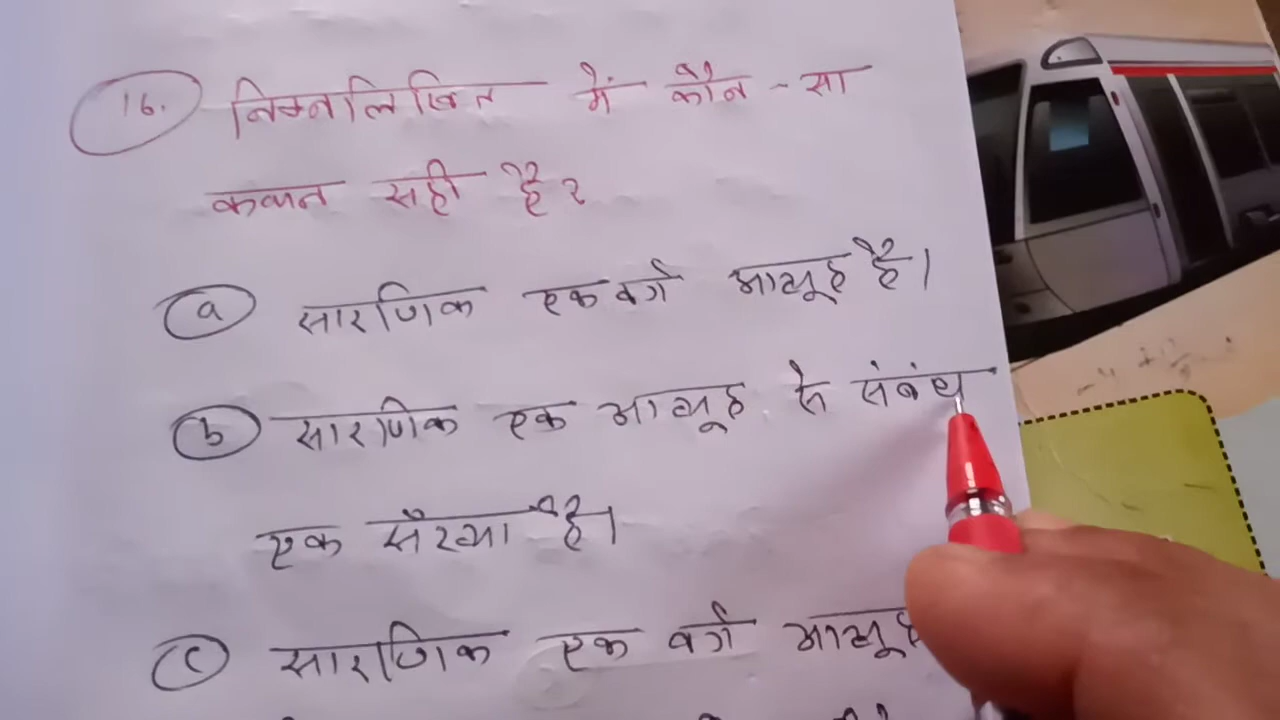 16. निम्नलिखित में कौन-सा
कथन सही है?
a सारणिक एक वर्ग आव्यूह है।
b सारणिक एक आव्यूह से संबंध
एक संख्या है।
c सारणिक एक वर्ग आव्यूह